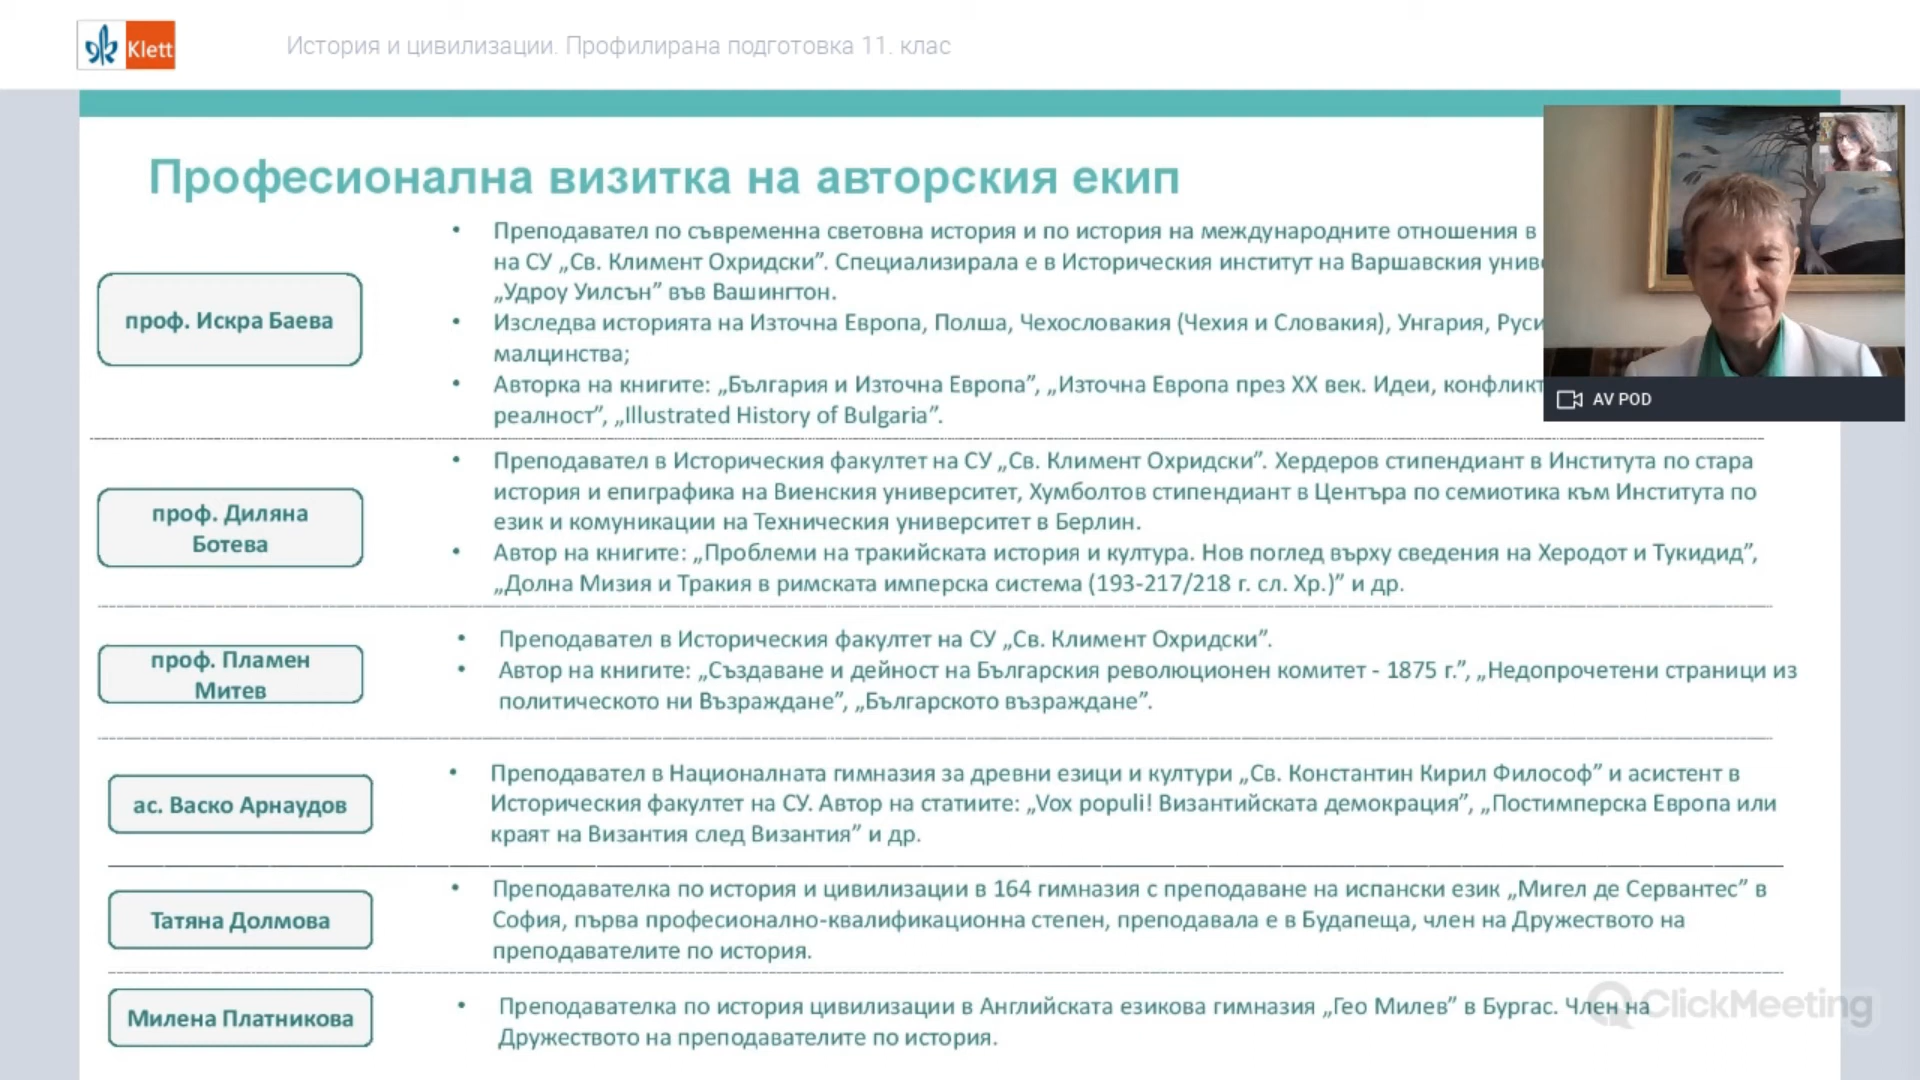 Klett
История и цивилизации. Профилирана подготовка 11. клас
Професионална визитка на авторския екип
проф. Искра Баева
• Преподавател по съвременна световна история и по история на международните отношения в
на СУ „Св. Климент Охридски”. Специализирала е в Историческия институт на Варшавския
„Удроу Уилсън” във Вашингтон.
• Изследва историята на Източна Европа, Полша, Чехословакия (Чехия и Словакия), Унгария,
малцинства;
• Авторка на книгите: „България и Източна Европа”, „Източна Европа през XX век. Идеи,
реалност”, „Illustrated History of Bulgaria”.
AV POD
проф. Диляна
Ботева
• Преподавател в Историческия факултет на СУ „Св. Климент Охридски”. Хердеров стипендиант в Института по стара
история и епиграфика на Виенския университет, Хумболтов стипендиант в Центъра по семиотика към Института по
език и комуникации на Техническия университет в Берлин.
• Автор на книгите: „Проблеми на тракийската история и култура. Нов поглед върху сведения на Херодот и Тукидид”,
„Долна Мизия и Тракия в римската имперска система (193-217/218 г. сл. Хр.)” и др.
проф. Пламен
Митев
• Преподавател в Историческия факултет на СУ „Св. Климент Охридски”.
• Автор на книгите: „Създаване и дейност на Българския революционен комитет - 1875 г.”, „Недопрочетени страници из
политическото ни Възраждане”, „Българското възраждане”.
ас. Васко Арнаудов
• Преподавател в Националната гимназия за древни езици и култури „Св. Константин Кирил Философ” и асистент в
Историческия факултет на СУ. Автор на статиите: „Vox populi! Византийската демокрация”, „Постимперска Европа или
краят на Византия след Византия” и др.
Татяна Долмова
• Преподавателка по история и цивилизации в 164 гимназия с преподаване на испански език „Мигел де Сервантес” в
София, първа професионално-квалификационна степен, преподавала е в Будапеща, член на Дружеството на
преподавателите по история.
Милена Платникова
• Преподавателка по история цивилизации в Английската езикова гимназия „Гео Милев” в Бургас. Член на
Дружеството на преподавателите по история.
ClickMeeting